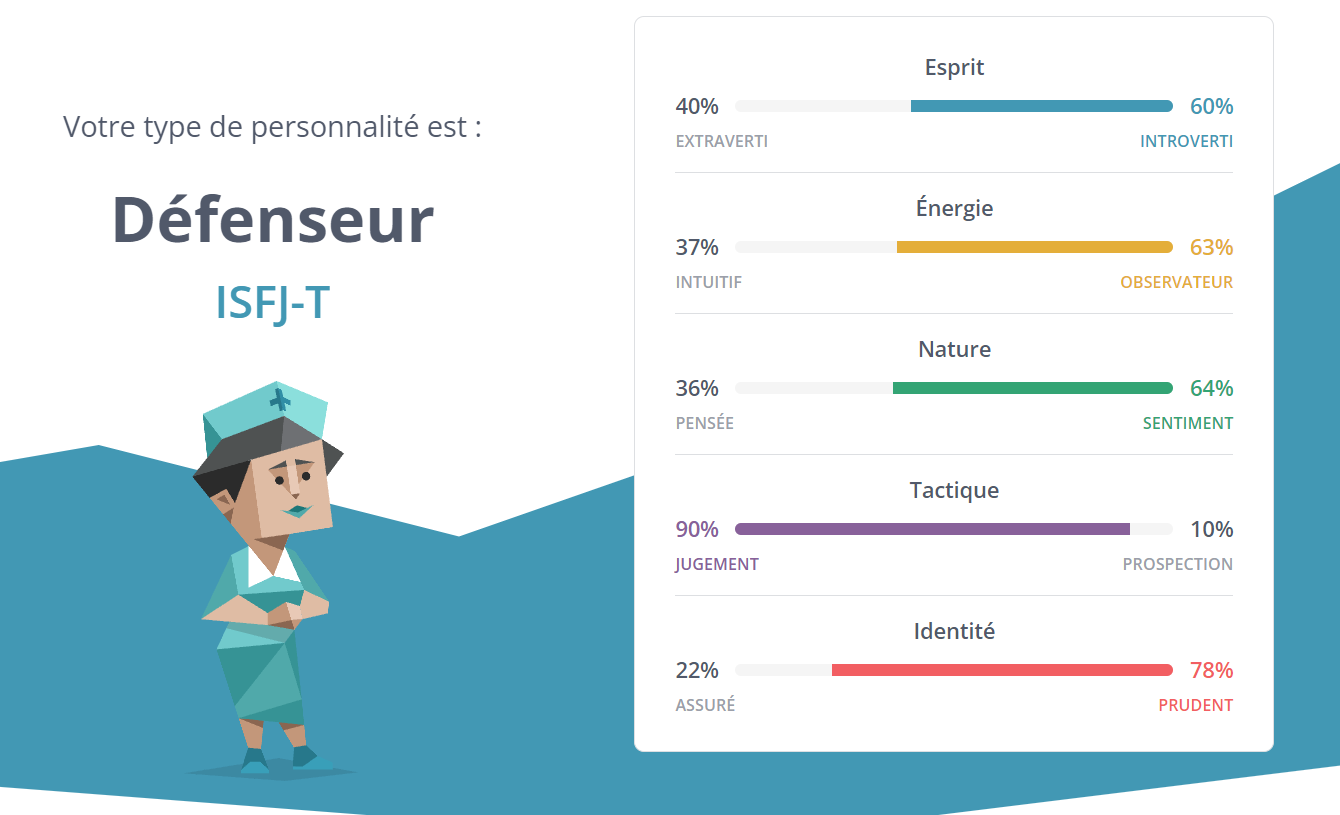 Votre type de personnalité est :
Défenseur
ISFJ-T
Esprit
40% 60%
EXTRAVERTI INTROVERTI
Énergie
37% 63%
INTUITIF OBSERVATEUR
Nature
36% 64%
PENSÉE SENTIMENT
Tactique
90% 10%
JUGEMENT PROSPECTION
Identité
22% 78%
ASSURÉ PRUDENT